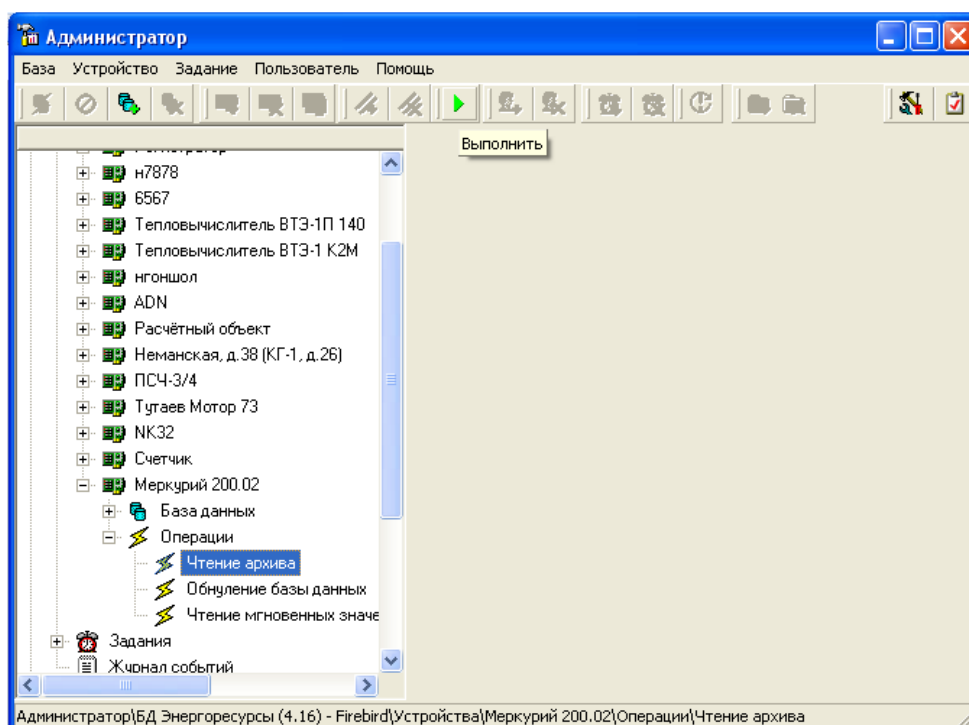 Администратор
База Устройство Задание Пользователь Помощь
Выполнить
н7878
6567
Тепловычислитель ВТЭ-1П 140
Тепловычислитель ВТЭ-1 К2М
нгоншол
ADN
Расчётный объект
Неманская, д.38 (КГ-1, д.26)
ПСЧ-3/4
Тутаев Мотор 73
NK32
Счетчик
Меркурий 200.02
База данных
Операции
Чтение архива
Обнуление базы данных
Чтение мгновенных значе
Задания
Журнал событий
Администратор\БД Энергоресурсы (4.16) - Firebird\Устройства\Меркурий 200.02\Операции\Чтение архива